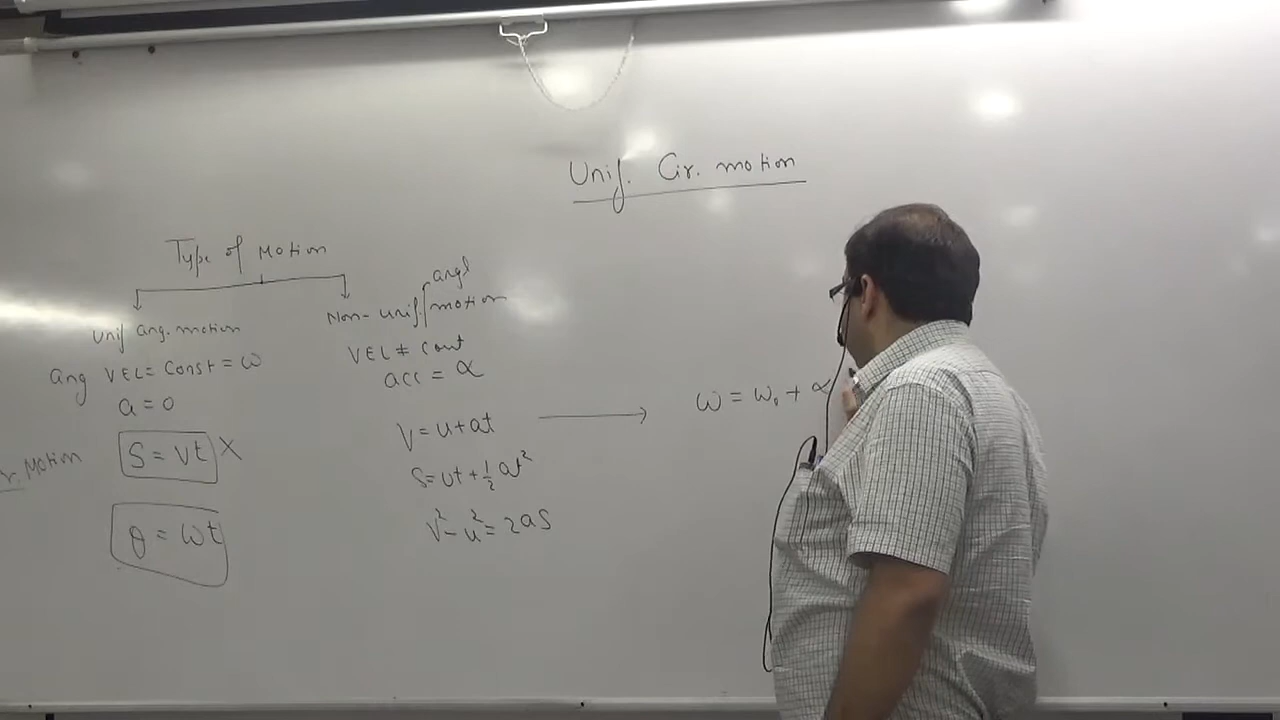 Unif. Cir. motion
Type of Motion
Unif ang. motion
Ang VEL = Const = ω
a = 0
S = vt X
θ = ωt
r. Motion
angl
Non-unif. motion
VEL ≠ cont
acc = α
V = u + at
S = ut + ½ at²
V² - u² = 2as
ω = ω₀ + α